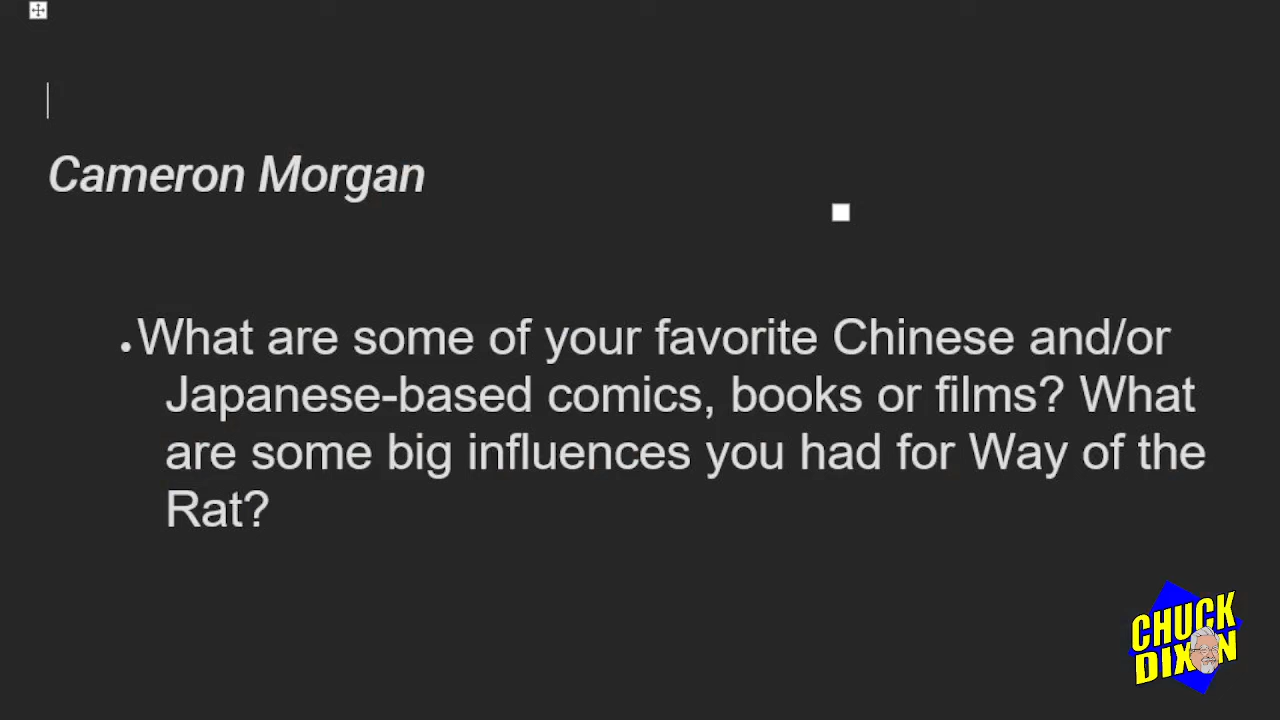 Cameron Morgan
•What are some of your favorite Chinese and/or
Japanese-based comics, books or films? What
are some big influences you had for Way of the
Rat?
CHUCK
DIXON